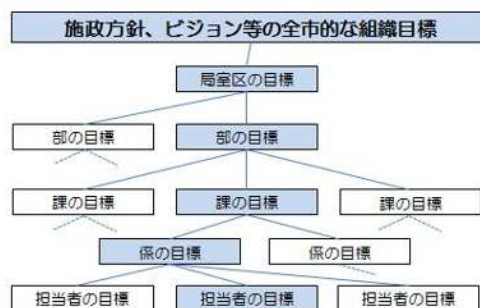 施政方針、ビジョン等の全市的な組織目標
局室区の目標
部の目標
部の目標
課の目標
課の目標
課の目標
係の目標
係の目標
担当者の目標
担当者の目標
担当者の目標